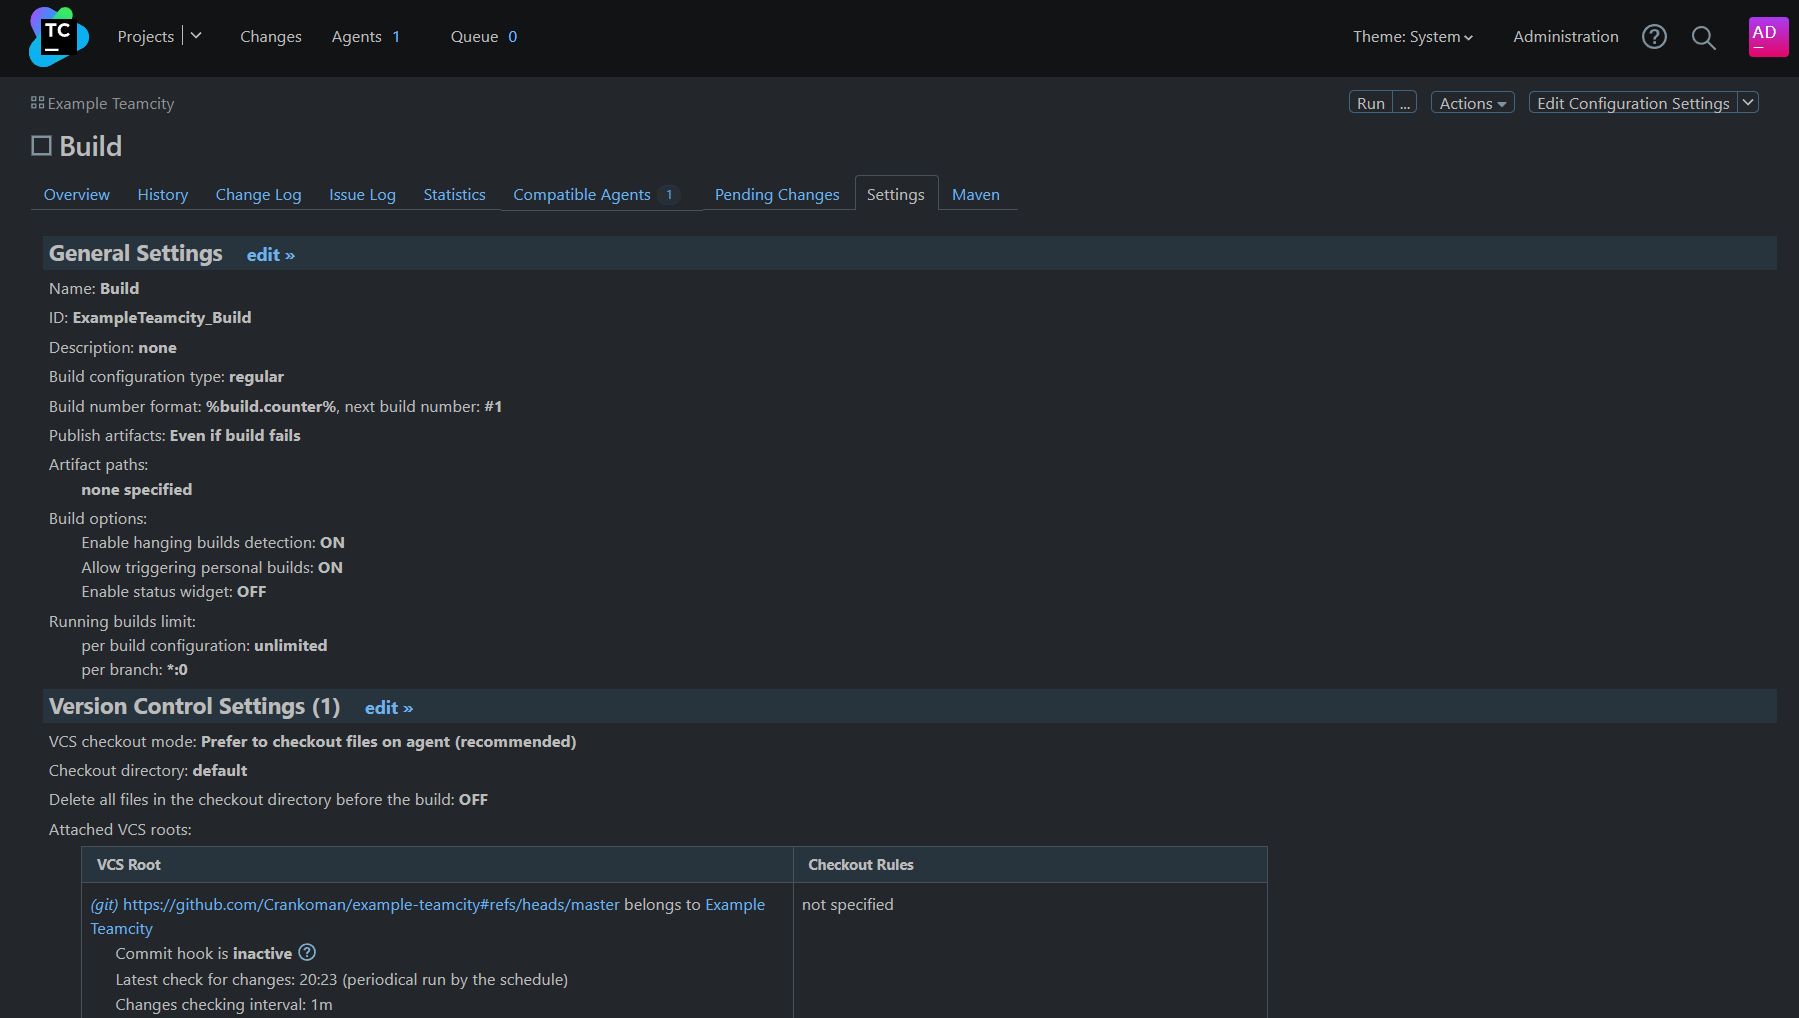 TC
Projects
Changes
Agents 1
Queue 0
Theme: System
Administration
AD
Example Teamcity
Run ...
Actions
Edit Configuration Settings
Build
Overview
History
Change Log
Issue Log
Statistics
Compatible Agents 1
Pending Changes
Settings
Maven
General Settings edit »
Name: Build
ID: ExampleTeamcity_Build
Description: none
Build configuration type: regular
Build number format: %build.counter%, next build number: #1
Publish artifacts: Even if build fails
Artifact paths:
none specified
Build options:
Enable hanging builds detection: ON
Allow triggering personal builds: ON
Enable status widget: OFF
Running builds limit:
per build configuration: unlimited
per branch: *:0
Version Control Settings (1) edit »
VCS checkout mode: Prefer to checkout files on agent (recommended)
Checkout directory: default
Delete all files in the checkout directory before the build: OFF
Attached VCS roots:
VCS Root
Checkout Rules
(git) https://github.com/Crankoman/example-teamcity#refs/heads/master belongs to Example
Teamcity
not specified
Commit hook is inactive ?
Latest check for changes: 20:23 (periodical run by the schedule)
Changes checking interval: 1m